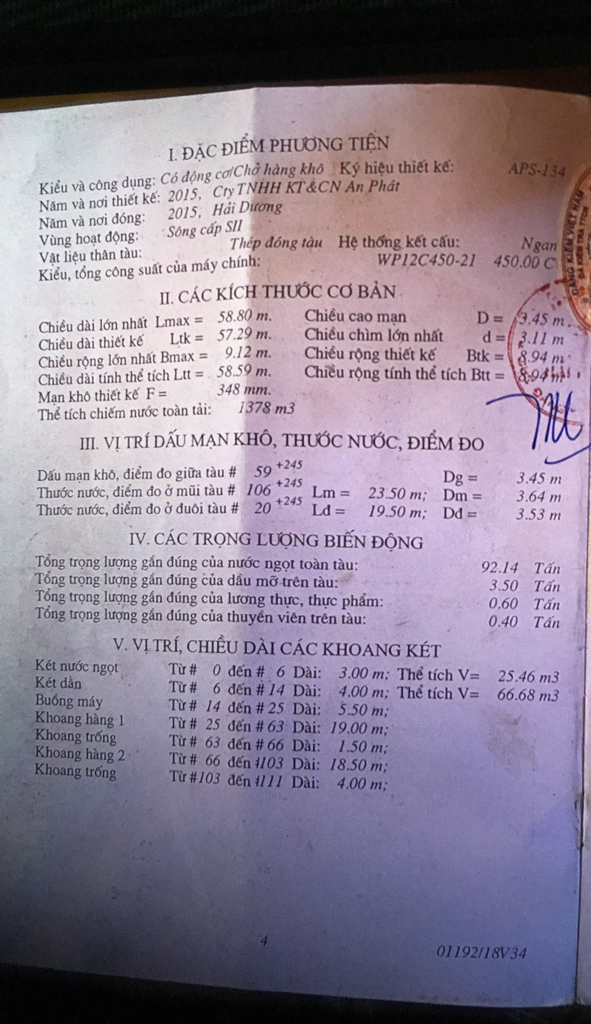 I. ĐẶC ĐIỂM PHƯƠNG TIỆN
Kiểu và công dụng: Có động cơ/Chở hàng khô Ký hiệu thiết kế: APS-134
Năm và nơi thiết kế: 2015, Cty TNHH KT&CN An Phát
Năm và nơi đóng: 2015, Hải Dương
Vùng hoạt động: Sông cấp SII
Vật liệu thân tàu: Thép đóng tàu Hệ thống kết cấu: Ngan
Kiểu, tổng công suất của máy chính: WP12C450-21 450.00 C
II. CÁC KÍCH THƯỚC CƠ BẢN
Chiều dài lớn nhất Lmax = 58.80 m. Chiều cao mạn D = 3.45 m.
Chiều dài thiết kế Ltk = 57.29 m. Chiều chìm lớn nhất d = 3.11 m
Chiều rộng lớn nhất Bmax = 9.12 m. Chiều rộng thiết kế Btk = 8.94 m
Chiều dài tính thể tích Ltt = 58.59 m. Chiều rộng tính thể tích Btt = 8.94 m
Mạn khô thiết kế F = 348 mm.
Thể tích chiếm nước toàn tải: 1378 m3
III. VỊ TRÍ DẤU MẠN KHÔ, THƯỚC NƯỚC, ĐIỂM ĐO
Dấu mạn khô, điểm đo giữa tàu # 59 +245 Dg = 3.45 m
Thước nước, điểm đo ở mũi tàu # 106 +245 Lm = 23.50 m; Dm = 3.64 m
Thước nước, điểm đo ở đuôi tàu # 20 +245 Ld = 19.50 m; Dd = 3.53 m
IV. CÁC TRỌNG LƯỢNG BIẾN ĐỘNG
Tổng trọng lượng gần đúng của nước ngọt toàn tàu: 92.14 Tấn
Tổng trọng lượng gần đúng của dầu mỡ trên tàu: 3.50 Tấn
Tổng trọng lượng gần đúng của lương thực, thực phẩm: 0.60 Tấn
Tổng trọng lượng gần đúng của thuyền viên trên tàu: 0.40 Tấn
V. VỊ TRÍ, CHIỀU DÀI CÁC KHOANG KÉT
Két nước ngọt Từ # 0 đến # 6 Dài: 3.00 m; Thể tích V= 25.46 m3
Két dằn Từ # 6 đến # 14 Dài: 4.00 m; Thể tích V= 66.68 m3
Buồng máy Từ # 14 đến # 25 Dài: 5.50 m;
Khoang hàng 1 Từ # 25 đến # 63 Dài: 19.00 m;
Khoang trống Từ # 63 đến # 66 Dài: 1.50 m;
Khoang hàng 2 Từ # 66 đến #103 Dài: 18.50 m;
Khoang trống Từ #103 đến #111 Dài: 4.00 m;
4
01192/18V34
ĐĂNG KIỂM VIỆT NAM